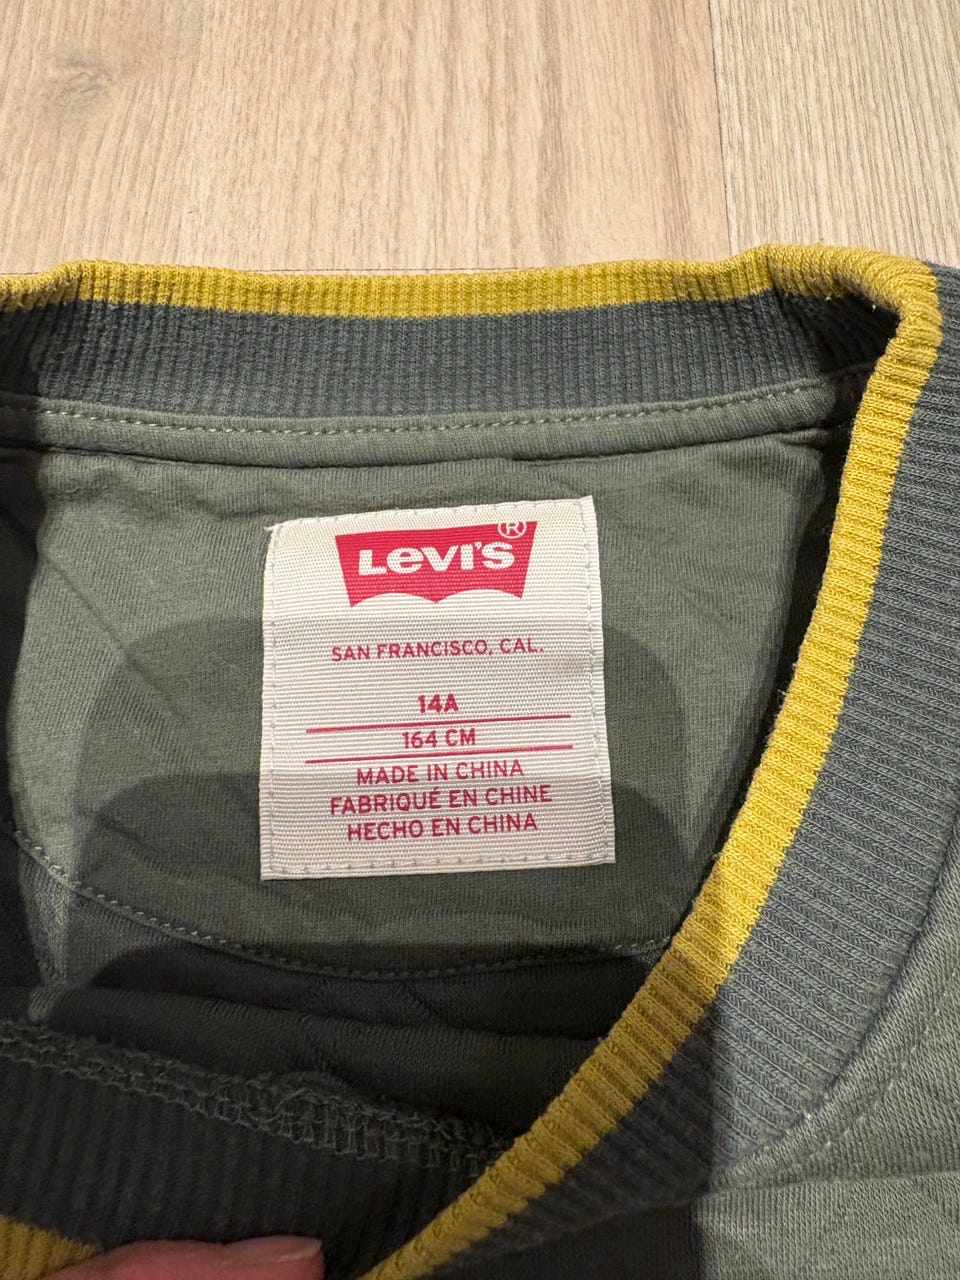 Levi's®
SAN FRANCISCO, CAL.
14A
164 CM
MADE IN CHINA
FABRIQUÉ EN CHINE
HECHO EN CHINA